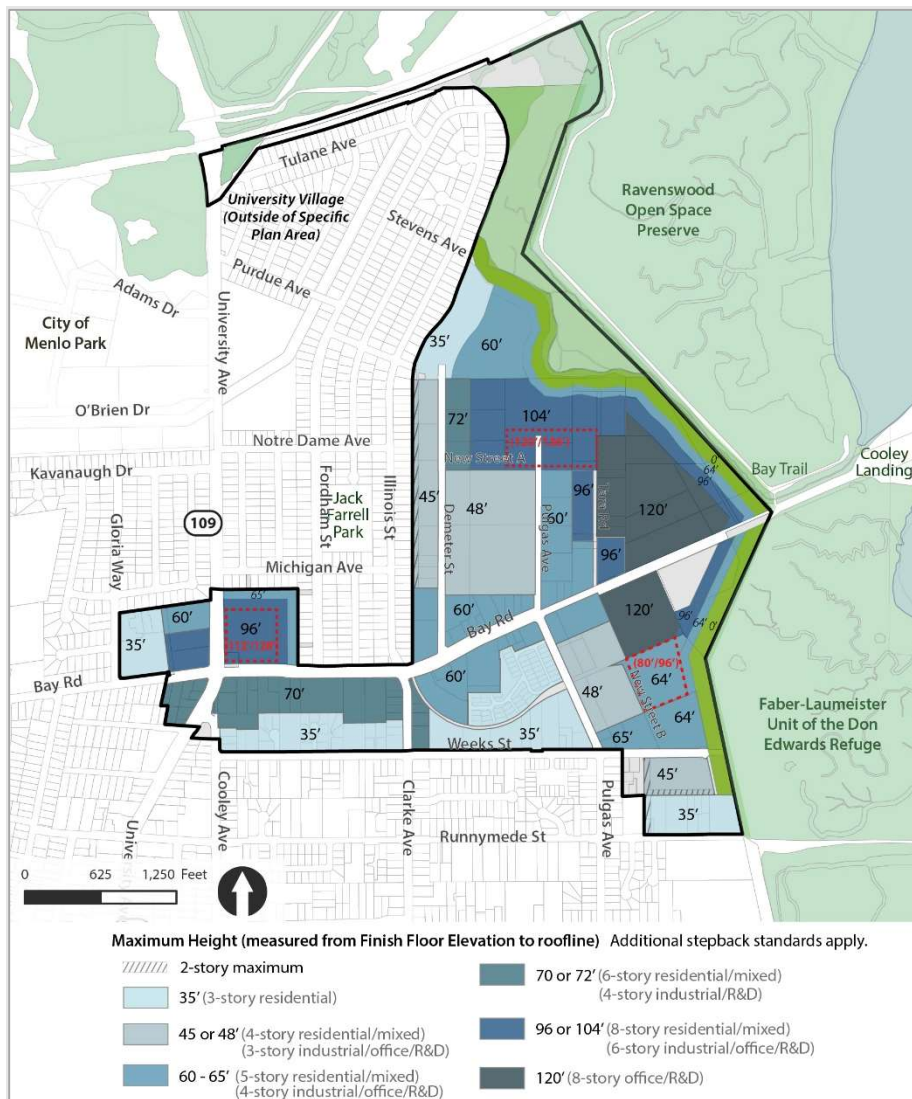 Tulane Ave
University Village
(Outside of Specific
Plan Area)
Stevens Ave
Purdue Ave
Ravenswood
Open Space
Preserve
Adams Dr
City of
Menlo Park
University Ave
35'
60'
O'Brien Dr
72'
104'
Notre Dame Ave
New Street A
Kavanaugh Dr
Fordham St
Illinois St
Jack
Farrell
Park
45'
48'
Demeter St
60'
Pulgas Ave
96'
Tara Rd
120'
0'
64'
96'
Bay Trail
Cooley
Landing
Gloria Way
109
Michigan Ave
96'
65'
60'
96'
35'
60'
Bay Rd
120'
96'
64'
0'
Bay Rd
70'
35'
60'
48'
(80'/96')
64'
New Street B
64'
65'
35'
Weeks St
45'
35'
Faber-Laumeister
Unit of the Don
Edwards Refuge
Cooley Ave
Clarke Ave
Pulgas Ave
Runnymede St
0 625 1,250 Feet
Maximum Height (measured from Finish Floor Elevation to roofline) Additional stepback standards apply.
2-story maximum
35' (3-story residential)
45 or 48' (4-story residential/mixed)
(3-story industrial/office/R&D)
60 - 65' (5-story residential/mixed)
(4-story industrial/office/R&D)
70 or 72' (6-story residential/mixed)
(4-story industrial/R&D)
96 or 104' (8-story residential/mixed)
(6-story industrial/office/R&D)
120' (8-story office/R&D)